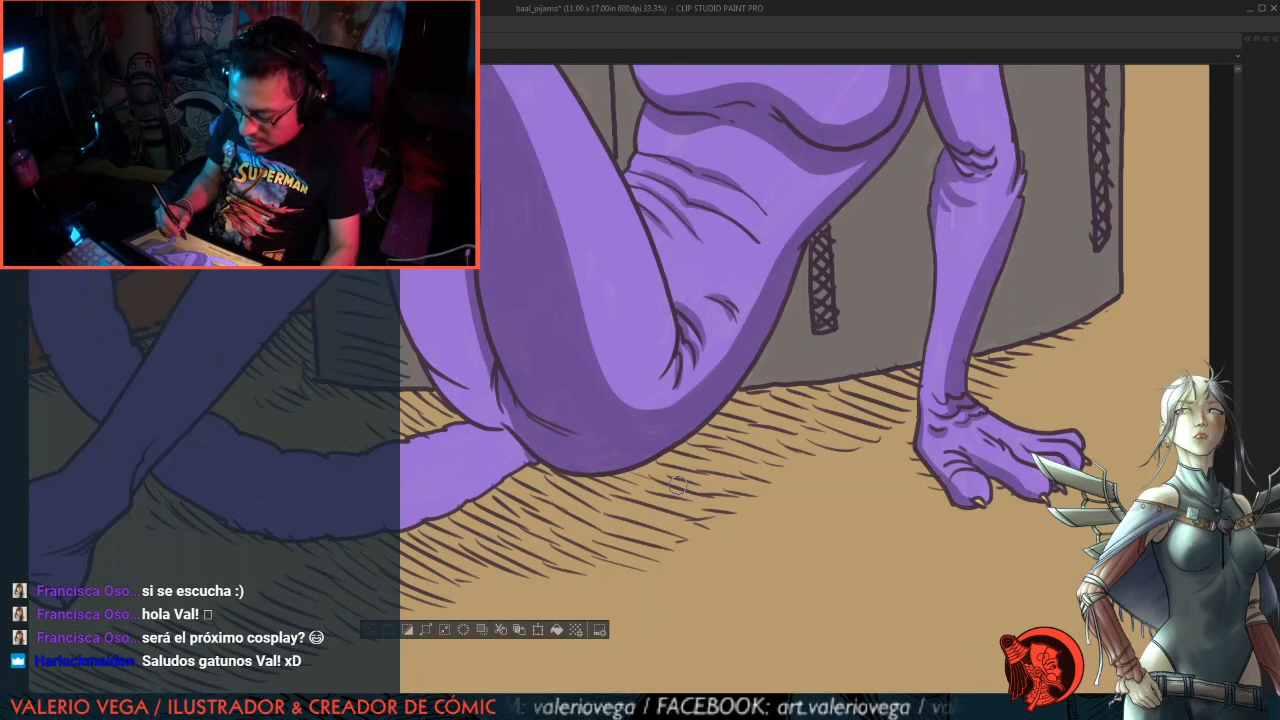 baal_pijama* (11.00 x 17.00in 600dpi 33.3%) - CLIP STUDIO PAINT PRO
SUPERMAN
Francisca Oso... si se escucha :)
Francisca Oso... hola Val!
Francisca Oso... será el próximo cosplay? 😄
Harlockmaiden Saludos gatunos Val! xD
VALERIO VEGA / ILUSTRADOR & CREADOR DE CÓMIC
valeriovega / FACEBOOK: art.valeriovega /